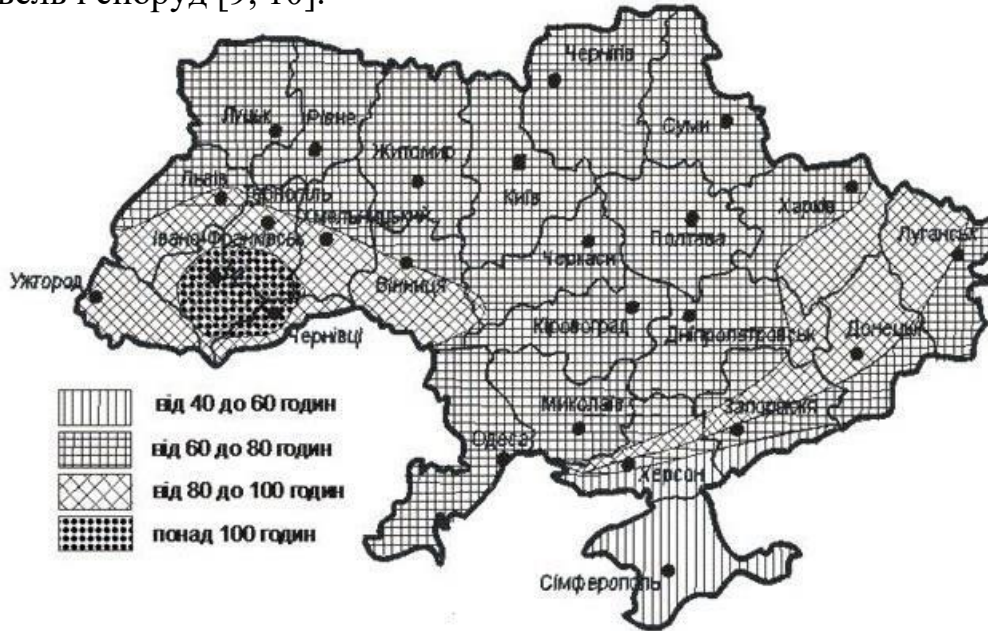 [9, 10].
Чернігів
Луцьк
Рівне
Суми
Житомир
Київ
Львів
Тернопіль
Хмельницький
Харків
Івано-Франківськ
Полтава
Луганськ
Черкаси
Вінниця
Ужгород
Чернівці
Кіровоград
Дніпропетровськ
Донецьк
від 40 до 60 годин
Миколаїв
Запоріжжя
від 60 до 80 годин
Одеса
Херсон
від 80 до 100 годин
понад 100 годин
Сімферополь